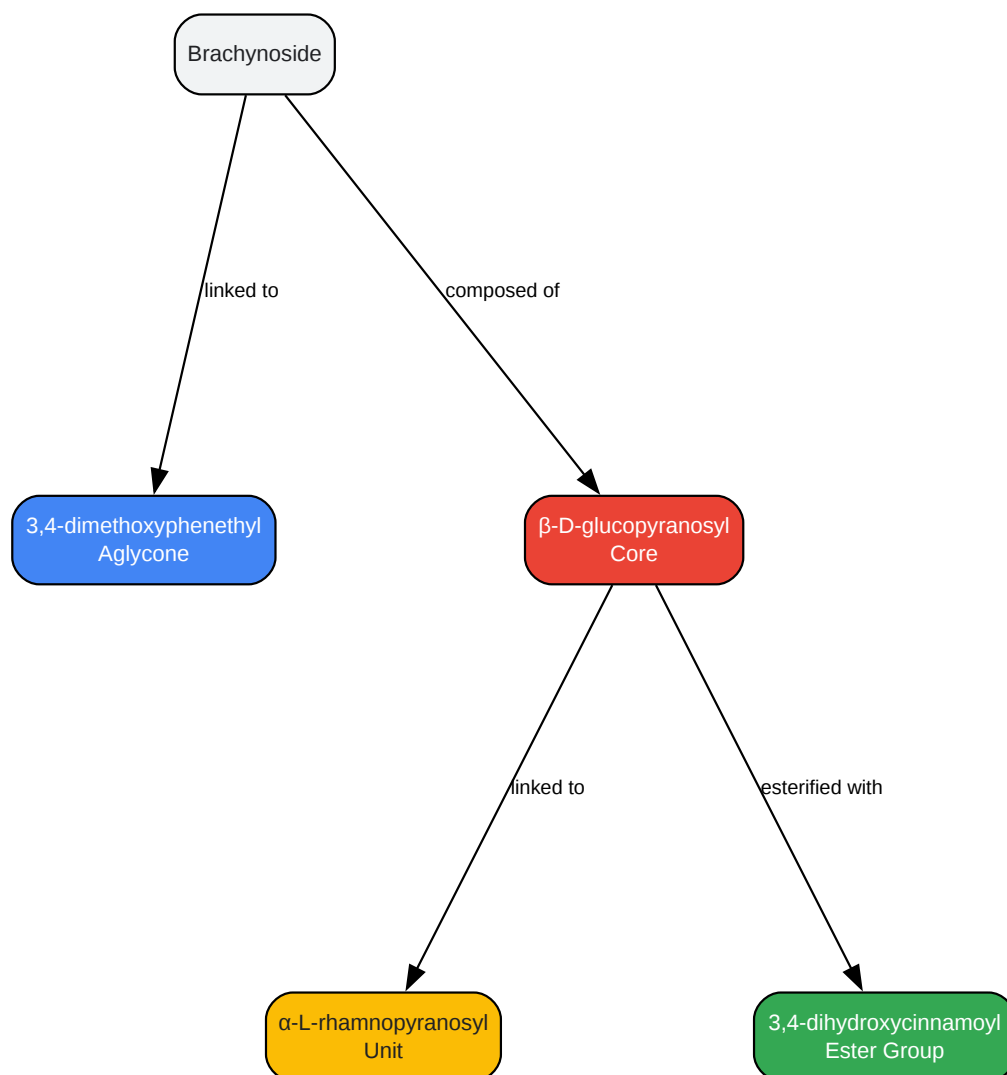 Brachynoside
linked to
composed of
3,4-dimethoxyphenethyl
Aglycone
β-D-glucopyranosyl
Core
linked to
esterified with
α-L-rhamnopyranosyl
Unit
3,4-dihydroxycinnamoyl
Ester Group